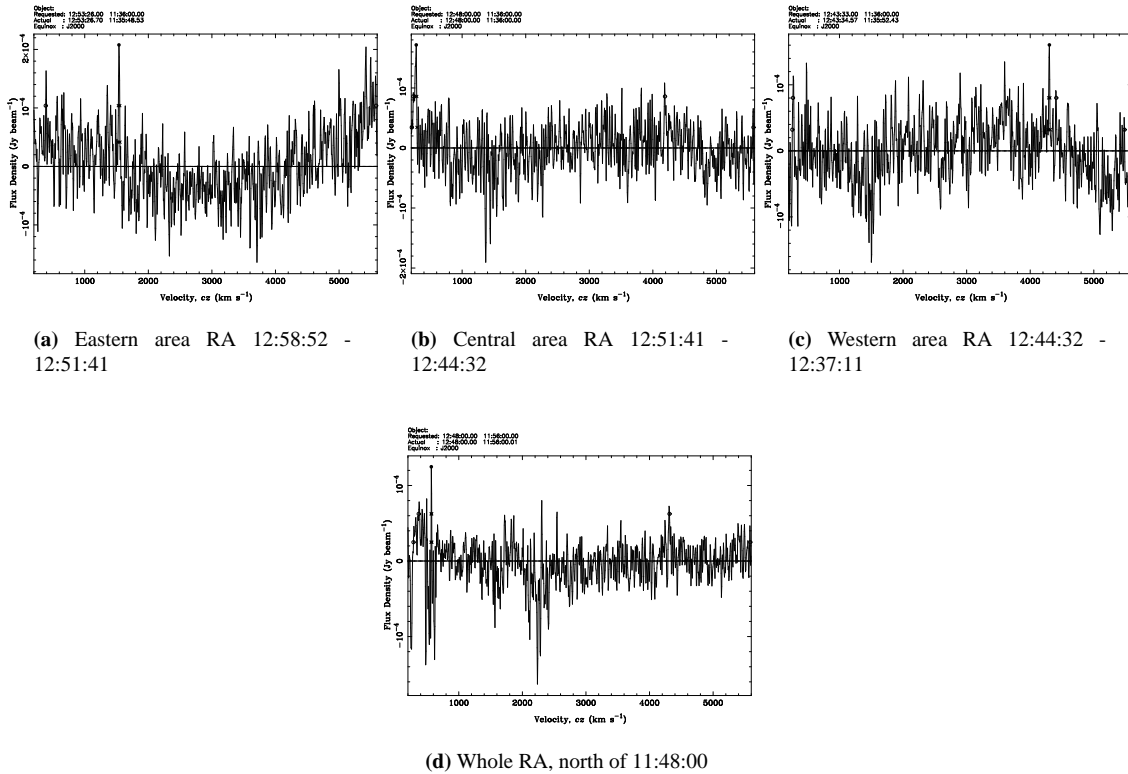 Object:
Requested: 12:53:26.00 11:36:00.00
Actual : 12:53:26.70 11:35:48.53
Equinox : J2000
2×10⁻⁴
10⁻⁴
0
−10⁻⁴
Flux Density (Jy beam⁻¹)
1000 2000 3000 4000 5000
Velocity, cz (km s⁻¹)
(a) Eastern area RA 12:58:52 -
12:51:41
Object:
Requested: 12:48:00.00 11:36:00.00
Actual : 12:48:00.00 11:36:00.00
Equinox : J2000
10⁻⁴
0
−10⁻⁴
−2×10⁻⁴
Flux Density (Jy beam⁻¹)
1000 2000 3000 4000 5000
Velocity, cz (km s⁻¹)
(b) Central area RA 12:51:41 -
12:44:32
Object:
Requested: 12:43:33.00 11:36:00.00
Actual : 12:43:34.57 11:35:52.43
Equinox : J2000
10⁻⁴
0
−10⁻⁴
Flux Density (Jy beam⁻¹)
1000 2000 3000 4000 5000
Velocity, cz (km s⁻¹)
(c) Western area RA 12:44:32 -
12:37:11
Object:
Requested: 12:48:00.00 11:56:00.00
Actual : 12:48:00.00 11:56:00.01
Equinox : J2000
10⁻⁴
0
−10⁻⁴
Flux Density (Jy beam⁻¹)
1000 2000 3000 4000 5000
Velocity, cz (km s⁻¹)
(d) Whole RA, north of 11:48:00